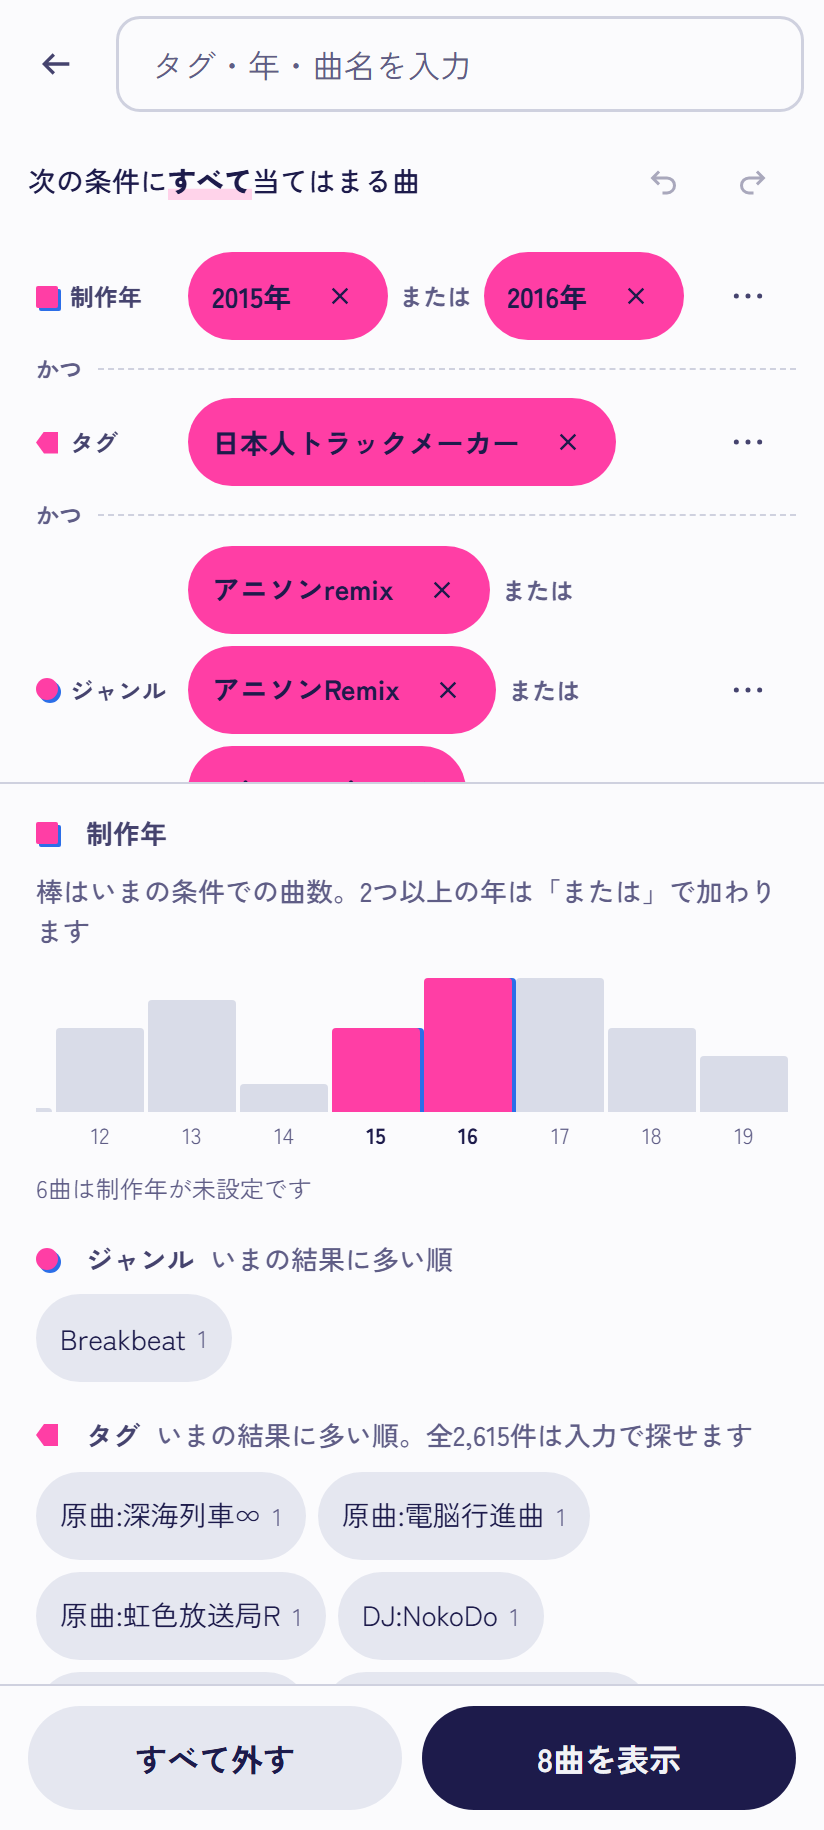 タグ・年・曲名を入力
次の条件にすべて当てはまる曲
制作年 2015年 × または 2016年 × …
かつ
タグ 日本人トラックメーカー × …
かつ
アニソンremix × または
ジャンル アニソンRemix × または …
制作年
棒はいまの条件での曲数。2つ以上の年は「または」で加わり
ます
12 13 14 15 16 17 18 19
6曲は制作年が未設定です
ジャンル いまの結果に多い順
Breakbeat 1
タグ いまの結果に多い順。全2,615件は入力で探せます
原曲:深海列車∞ 1 原曲:電脳行進曲 1
原曲:虹色放送局R 1 DJ:NokoDo 1
すべて外す 8曲を表示